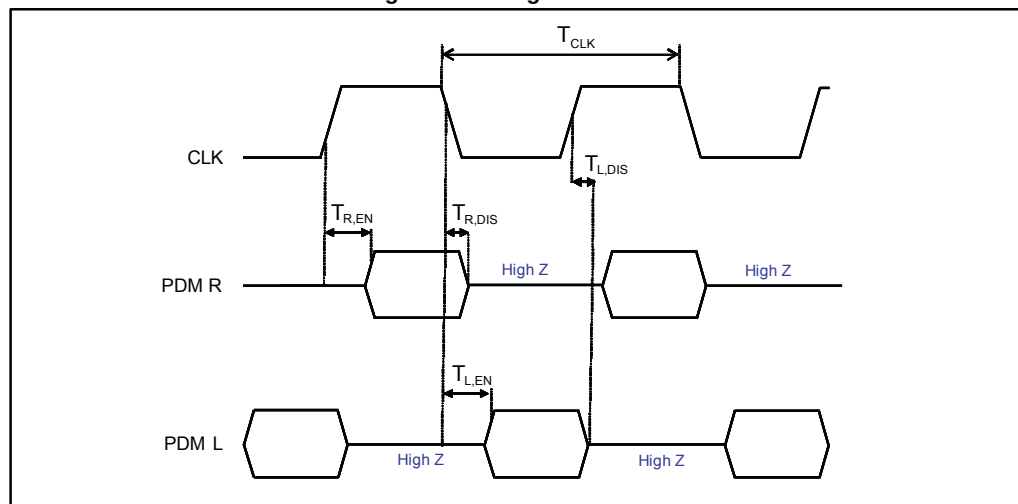 T_CLK
CLK
T_L,DIS
T_R,EN
T_R,DIS
PDM R
High Z
High Z
T_L,EN
PDM L
High Z
High Z